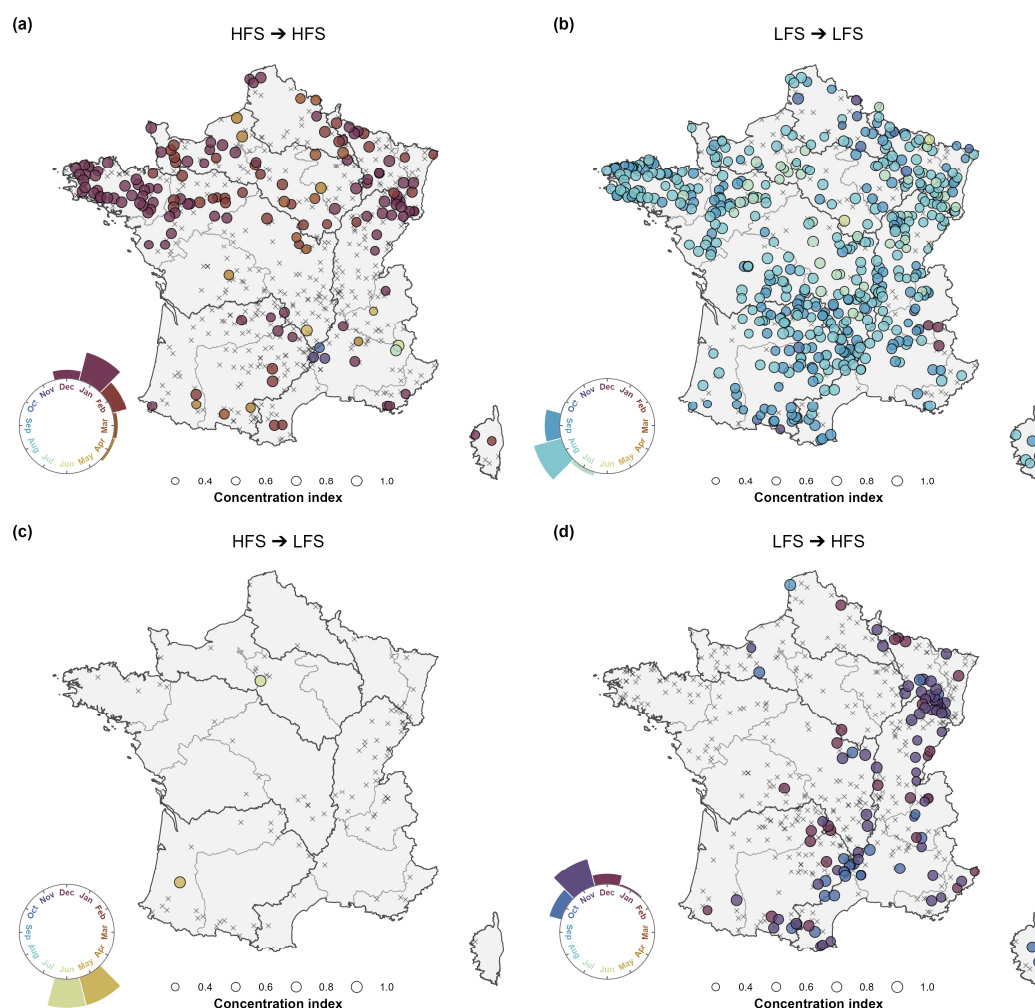 (a)
HFS ➔ HFS
Dec
Jan
Feb
Mar
Apr
May
Jun
Jul
Aug
Sep
Oct
Nov
0.4 0.6 0.8 1.0
Concentration index
(b)
LFS ➔ LFS
Dec
Jan
Feb
Mar
Apr
May
Jun
Jul
Aug
Sep
Oct
Nov
0.4 0.6 0.8 1.0
Concentration index
(c)
HFS ➔ LFS
Dec
Jan
Feb
Mar
Apr
May
Jun
Jul
Aug
Sep
Oct
Nov
0.4 0.6 0.8 1.0
Concentration index
(d)
LFS ➔ HFS
Dec
Jan
Feb
Mar
Apr
May
Jun
Jul
Aug
Sep
Oct
Nov
0.4 0.6 0.8 1.0
Concentration index